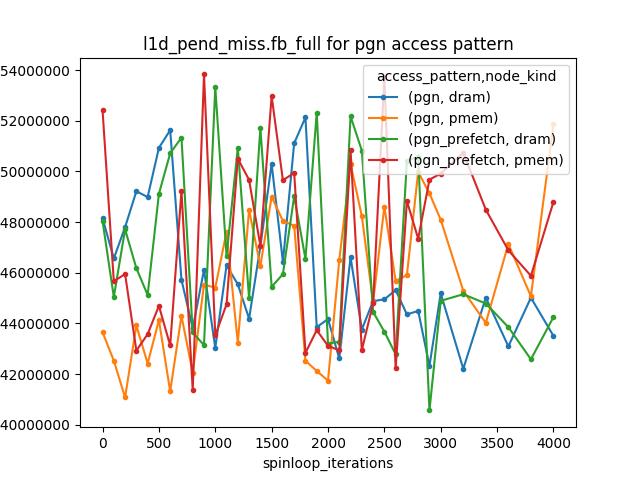 l1d_pend_miss.fb_full for pgn access pattern
54000000
52000000
50000000
48000000
46000000
44000000
42000000
40000000
access_pattern,node_kind
(pgn, dram)
(pgn, pmem)
(pgn_prefetch, dram)
(pgn_prefetch, pmem)
0 500 1000 1500 2000 2500 3000 3500 4000
spinloop_iterations